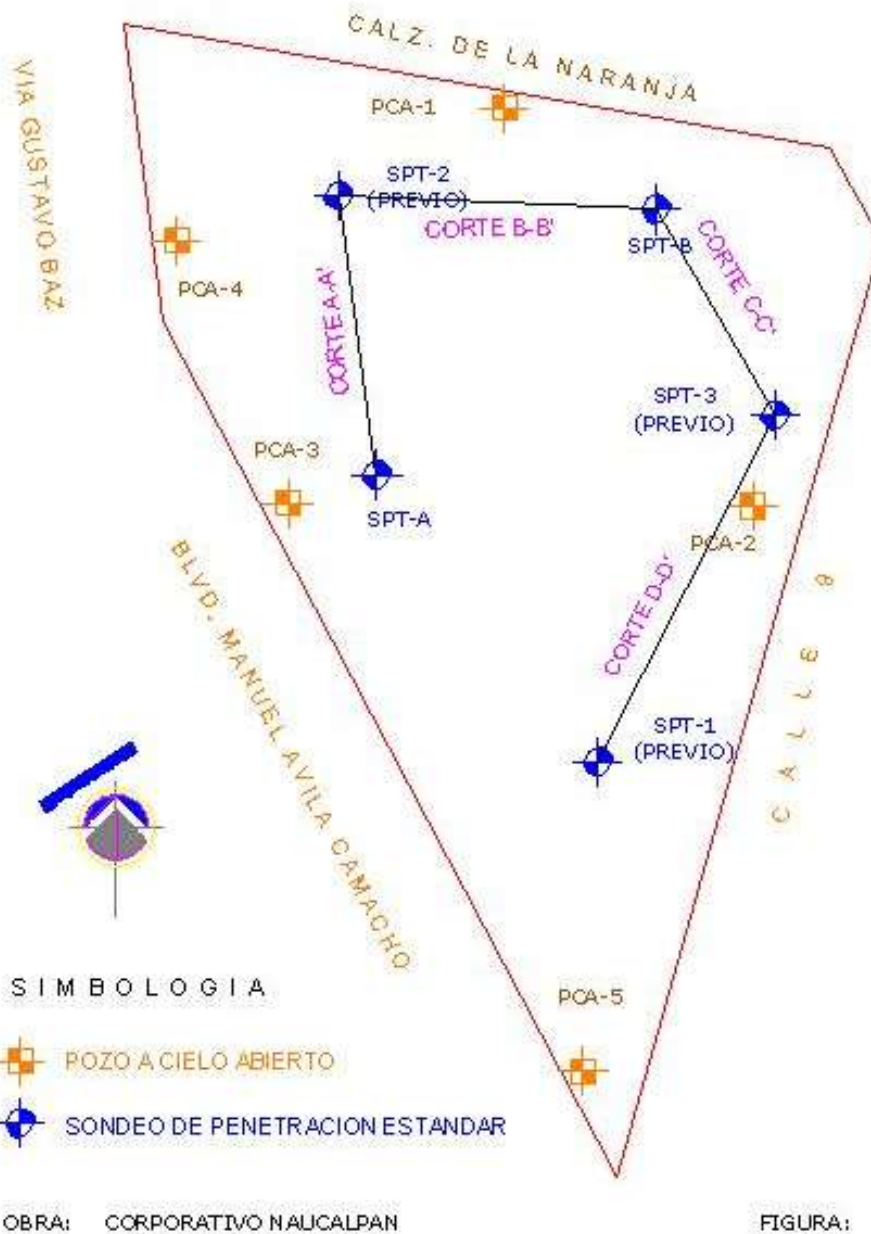 CALZ. DE LA NARANJA
VIA GUSTAVO BAZ
PCA-1
SPT-2
(PREVIO)
CORTE B-B'
SPT-B
CORTE C-C'
PCA-4
CORTE A-A'
SPT-3
(PREVIO)
PCA-3
SPT-A
PCA-2
CORTE D-D'
CALLE 8
BLVD. MANUEL AVILA CAMACHO
SPT-1
(PREVIO)
SIMBOLOGIA
PCA-5
POZO A CIELO ABIERTO
SONDEO DE PENETRACION ESTANDAR
OBRA: CORPORATIVO NAUCALPAN
FIGURA: